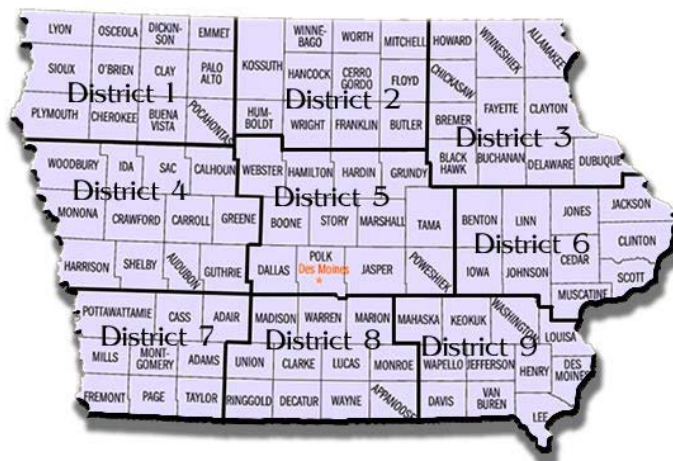 LYON
OSCEOLA
DICKIN-
SON
EMMET
SIOUX
O'BRIEN
CLAY
PALO
ALTO
District 1
PLYMOUTH
CHEROKEE
BUENA
VISTA
POCAHONTAS
KOSSUTH
WINNE-
BAGO
WORTH
MITCHELL
HANCOCK
CERRO
GORDO
FLOYD
District 2
HUM-
BOLDT
WRIGHT
FRANKLIN
BUTLER
HOWARD
WINNESHIEK
ALLAMAKEE
CHICKASAW
FAYETTE
CLAYTON
BREMER
District 3
BLACK
HAWK
BUCHANAN
DELAWARE
DUBUQUE
WOODBURY
IDA
SAC
CALHOUN
District 4
MONONA
CRAWFORD
CARROLL
GREENE
HARRISON
SHELBY
AUDUBON
GUTHRIE
WEBSTER
HAMILTON
HARDIN
GRUNDY
District 5
BOONE
STORY
MARSHALL
TAMA
DALLAS
POLK
Des Moines
*
JASPER
POWESHIEK
BENTON
LINN
JONES
JACKSON
District 6
CLINTON
CEDAR
IOWA
JOHNSON
SCOTT
MUSCATINE
POTTAWATTAMIE
CASS
ADAIR
District 7
MILLS
MONT-
GOMERY
ADAMS
FREMONT
PAGE
TAYLOR
MADISON
WARREN
MARION
District 8
UNION
CLARKE
LUCAS
MONROE
RINGGOLD
DECATUR
WAYNE
APPANOOSE
MAHASKA
KEOKUK
WASHINGTON
LOUISA
District 9
WAPELLO
JEFFERSON
HENRY
DES
MOINES
DAVIS
VAN
BUREN
LEE